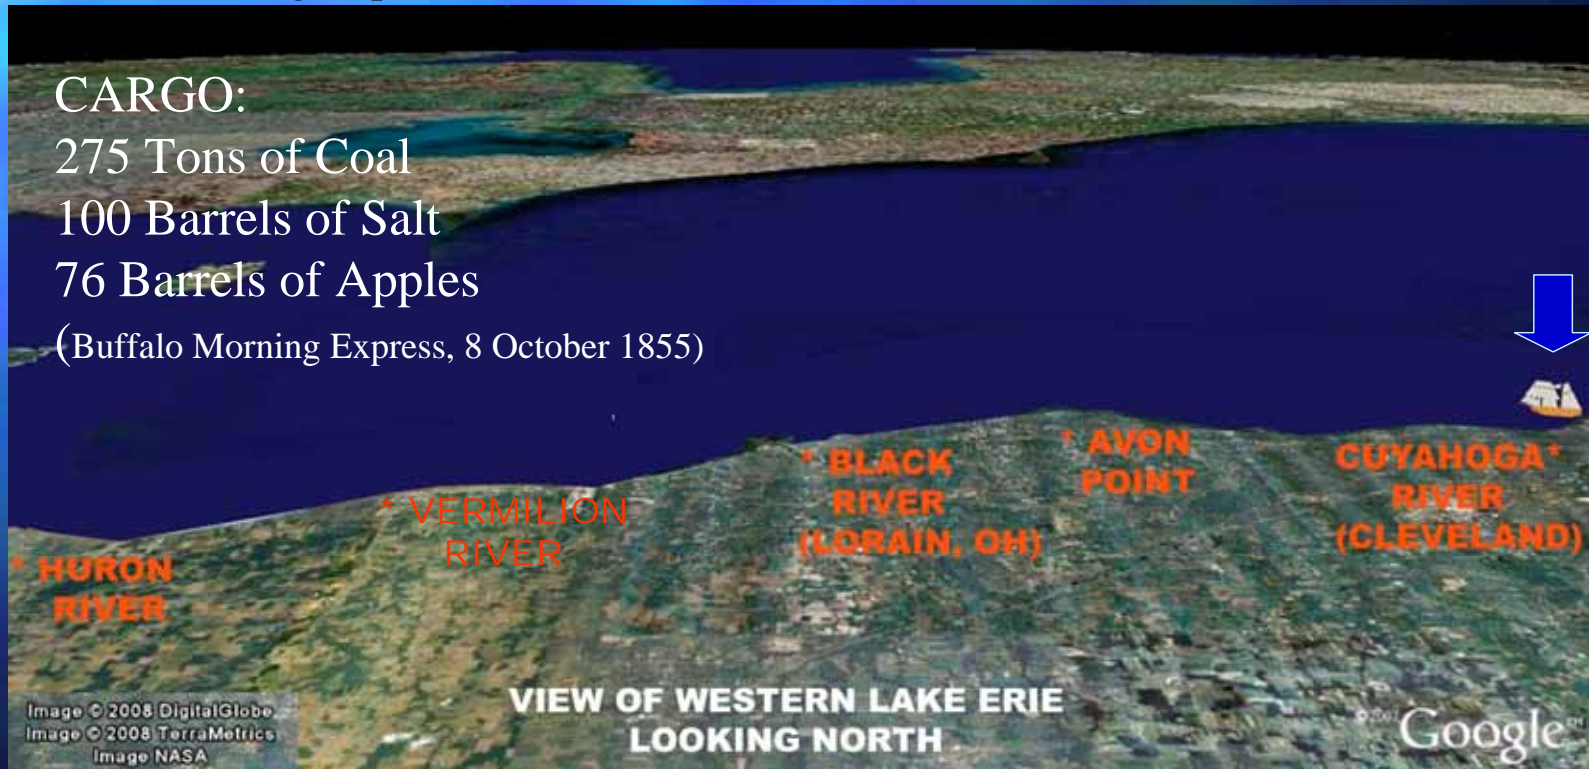 CARGO:
275 Tons of Coal
100 Barrels of Salt
76 Barrels of Apples
(Buffalo Morning Express, 8 October 1855)
* HURON
RIVER
* VERMILION
RIVER
* BLACK
RIVER
(LORAIN, OH)
* AVON
POINT
CUYAHOGA*
RIVER
(CLEVELAND)
VIEW OF WESTERN LAKE ERIE
LOOKING NORTH
Image © 2008 DigitalGlobe
Image © 2008 TerraMetrics
Image NASA
©2007 Google™